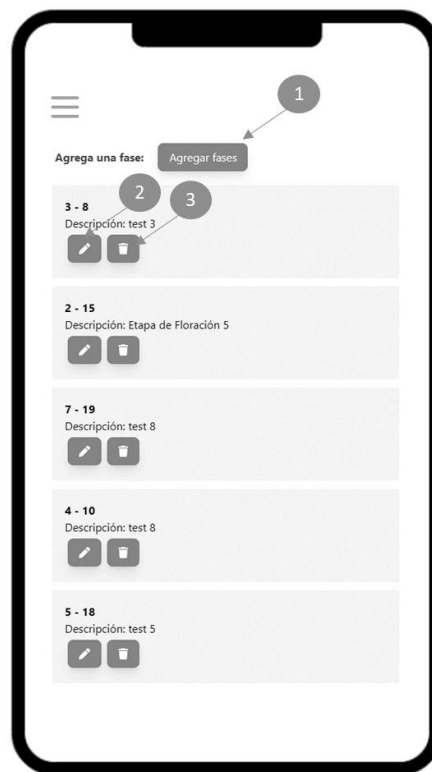 1
Agrega una fase: Agregar fases
2
3
3 - 8
Descripción: test 3
2 - 15
Descripción: Etapa de Floración 5
7 - 19
Descripción: test 8
4 - 10
Descripción: test 8
5 - 18
Descripción: test 5